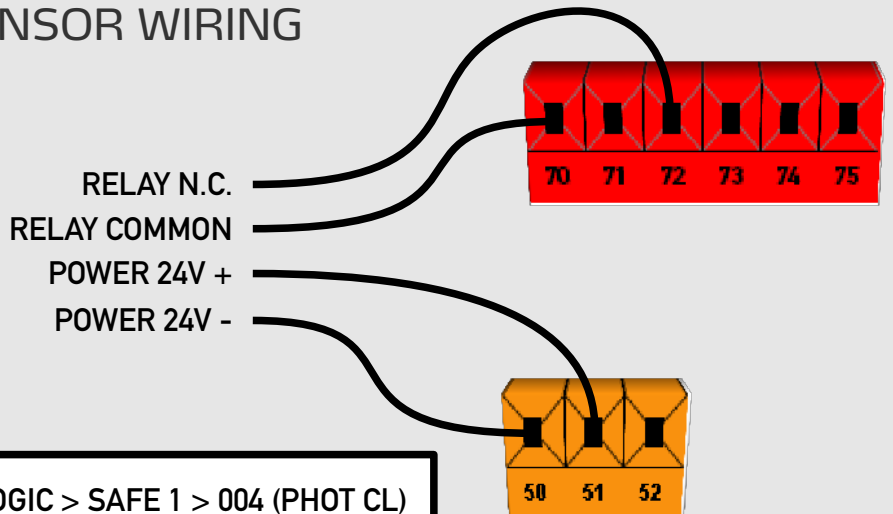 NSOR WIRING
RELAY N.C.
RELAY COMMON
POWER 24V +
POWER 24V -
70 71 72 73 74 75
50 51 52
OGIC > SAFE 1 > 004 (PHOT CL)